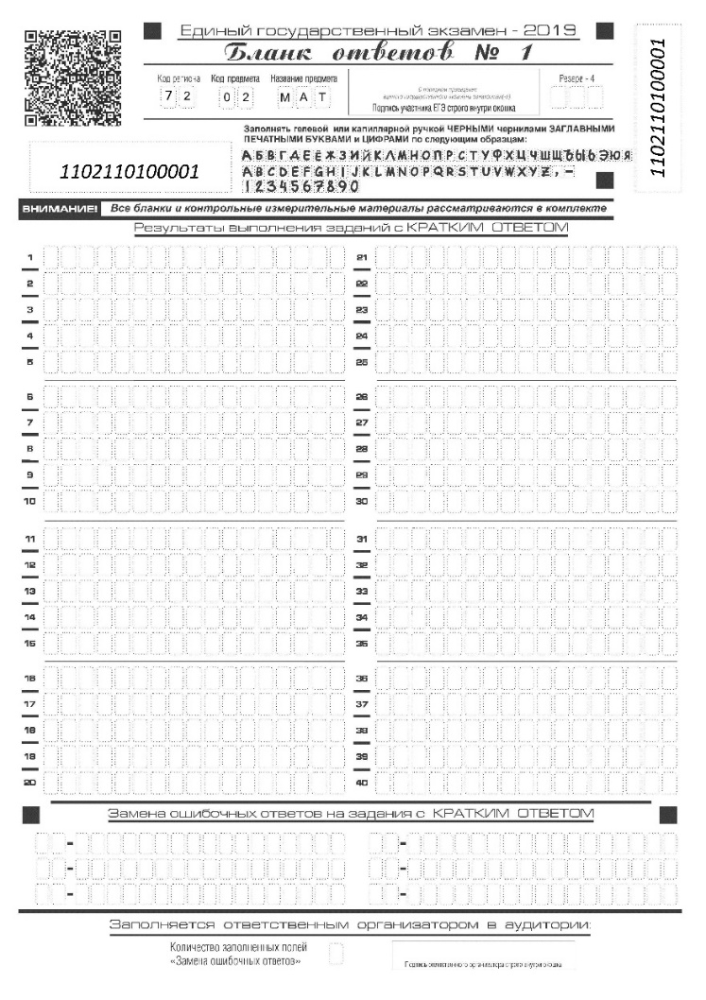 Единый государственный экзамен - 2019
Бланк ответов № 1
Код региона Код предмета Название предмета Резерв - 4
7 2 0 2 М А Т
Подпись участника ЕГЭ строго внутри окошка
1102110100001
Заполнять гелевой или капиллярной ручкой ЧЕРНЫМИ чернилами ЗАГЛАВНЫМИ
ПЕЧАТНЫМИ БУКВАМИ и ЦИФРАМИ по следующим образцам:
АБВГДЕЁЖЗИЙКЛМНОПРСТУФХЦЧШЩЪЫЬЭЮЯ
ABCDEFGHIJKLMNOPQRSTUVWXYZ,-
1234567890
1102110100001
ВНИМАНИЕ! Все бланки и контрольные измерительные материалы рассматриваются в комплекте
Результаты выполнения заданий с КРАТКИМ ОТВЕТОМ
1 21
2 22
3 23
4 24
5 25
6 26
7 27
8 28
9 29
10 30
11 31
12 32
13 33
14 34
15 35
16 36
17 37
18 38
19 39
20 40
Замена ошибочных ответов на задания с КРАТКИМ ОТВЕТОМ
- -
- -
- -
Заполняется ответственным организатором в аудитории:
Количество заполненных полей
«Замена ошибочных ответов»
Подпись ответственного организатора строго внутри окошка